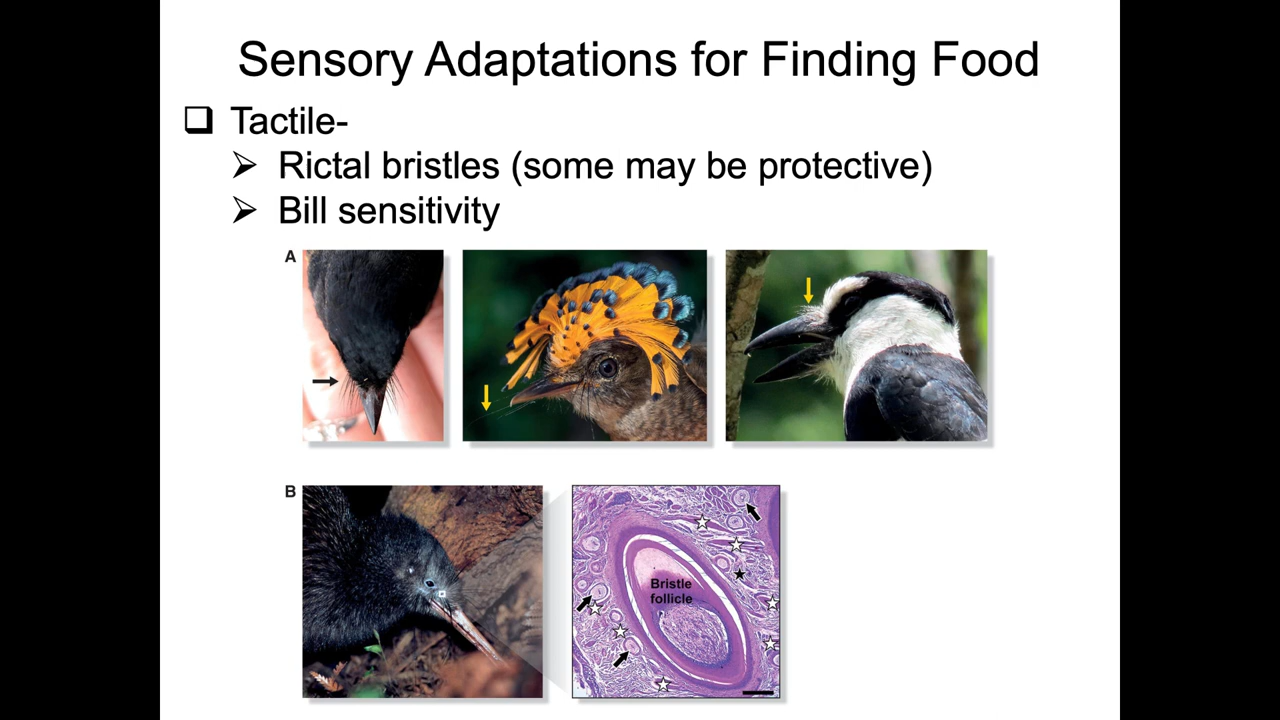 Sensory Adaptations for Finding Food
❑ Tactile-
➢ Rictal bristles (some may be protective)
➢ Bill sensitivity
A
B
Bristle
follicle